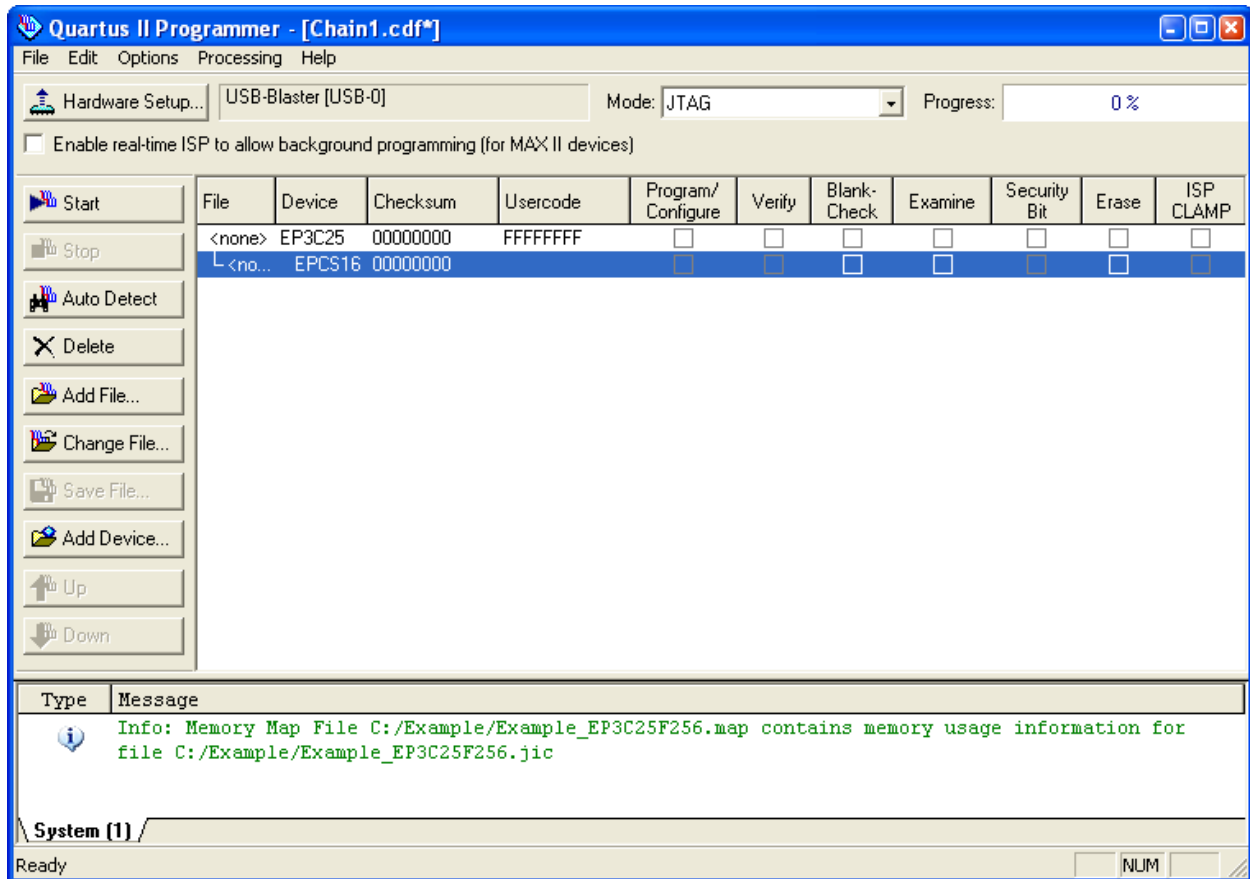 Quartus II Programmer - [Chain1.cdf*]
File Edit Options Processing Help
Hardware Setup... USB-Blaster [USB-0] Mode: JTAG Progress: 0 %
Enable real-time ISP to allow background programming (for MAX II devices)
Start
Stop
Auto Detect
Delete
Add File...
Change File...
Save File...
Add Device...
Up
Down
File Device Checksum Usercode Program/ Configure Verify Blank- Check Examine Security Bit Erase ISP CLAMP
<none> EP3C25 00000000 FFFFFFFF
<no... EPCS16 00000000
Type Message
Info: Memory Map File C:/Example/Example_EP3C25F256.map contains memory usage information for
file C:/Example/Example_EP3C25F256.jic
System (1)
Ready NUM